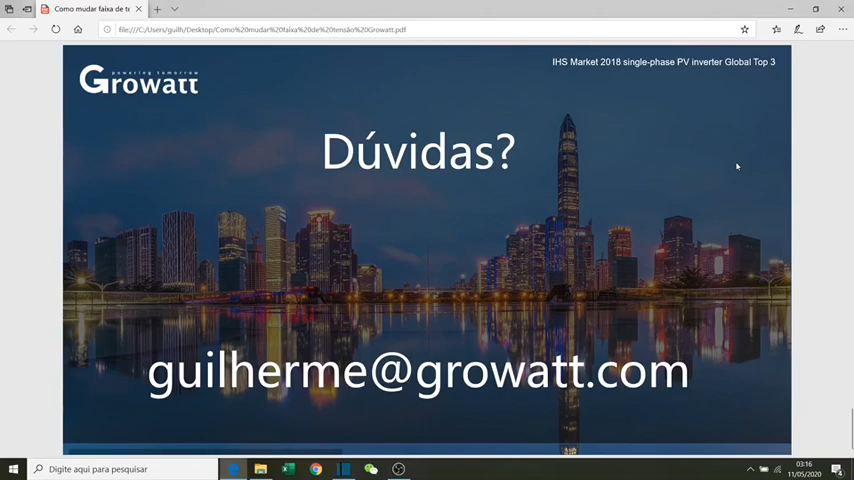 Como mudar faixa de te
file:///C:/Users/guilh/Desktop/Como%20mudar%20faixa%20de%20tensão%20Growatt.pdf
IHS Market 2018 single-phase PV inverter Global Top 3
powering tomorrow
Growatt
Dúvidas?
guilherme@growatt.com
Digite aqui para pesquisar
03:16
11/05/2020